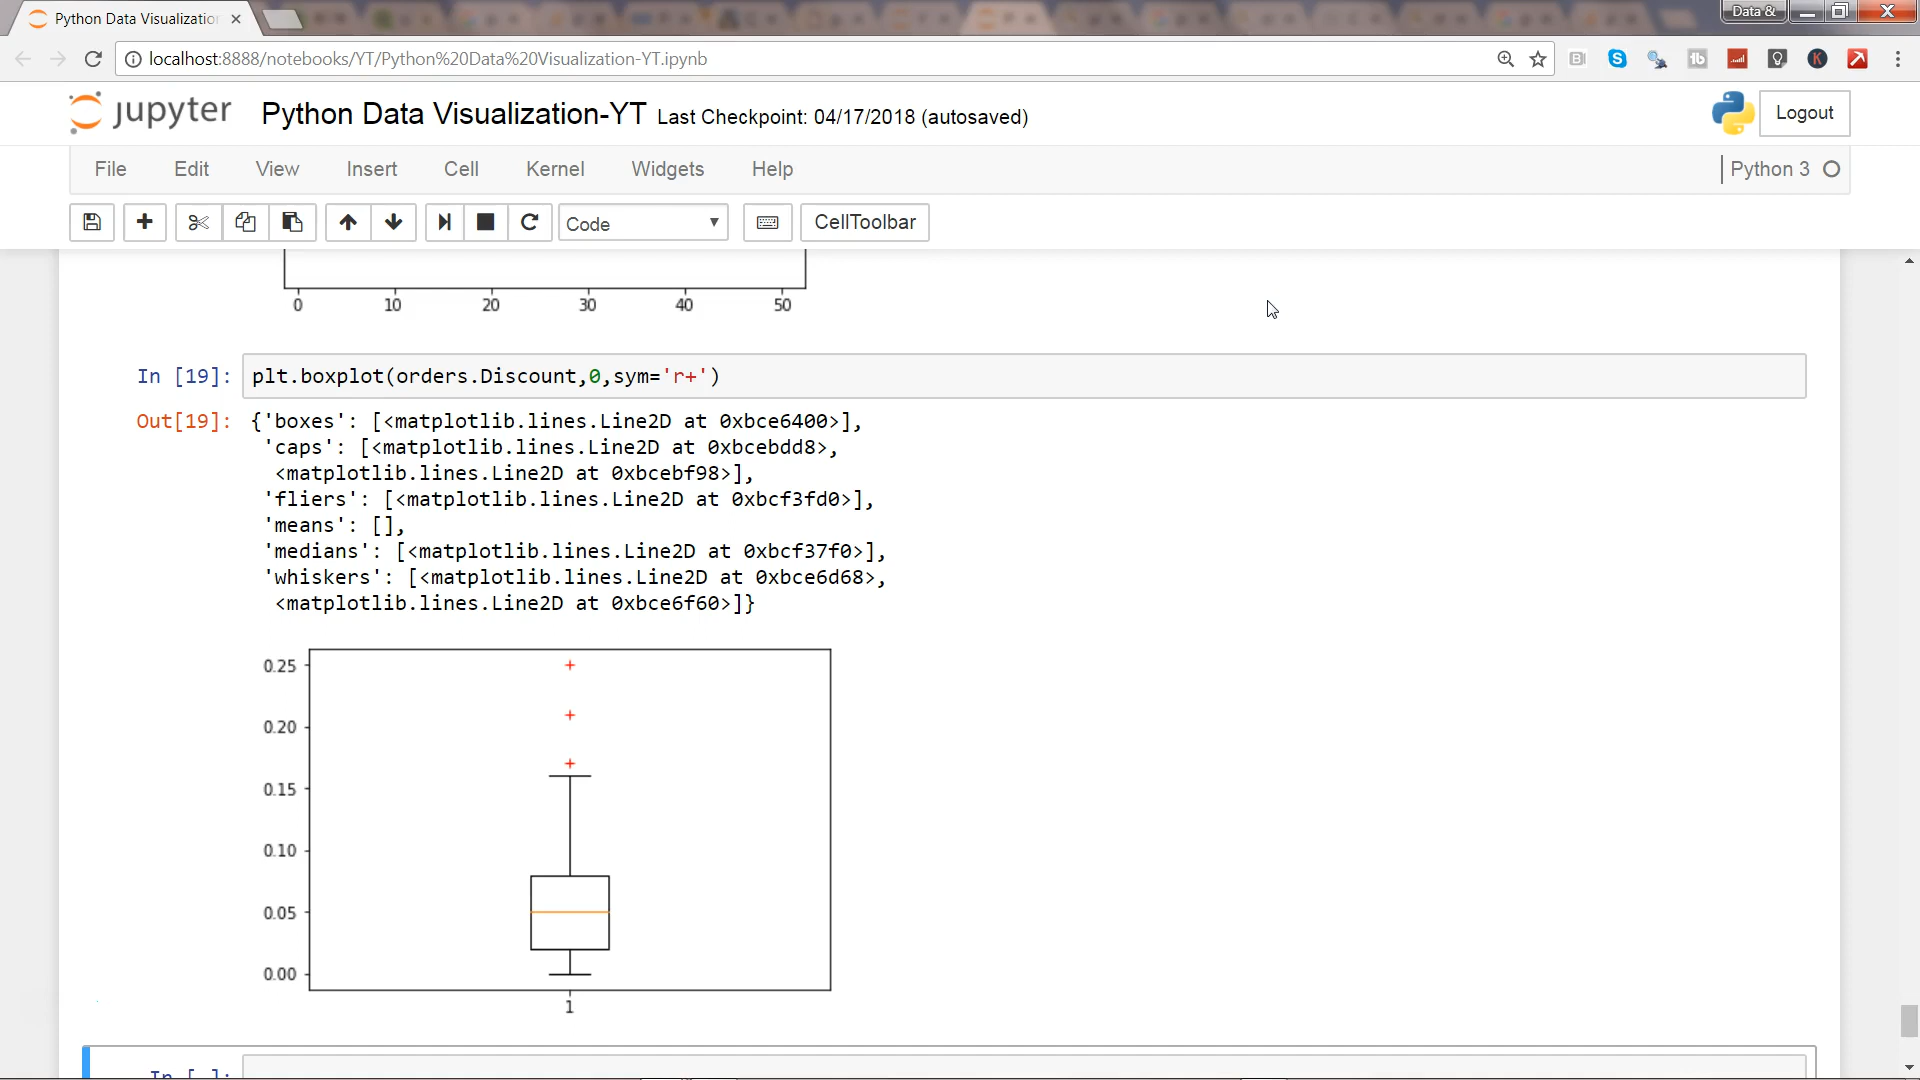 Python Data Visualization
Data &
localhost:8888/notebooks/YT/Python%20Data%20Visualization-YT.ipynb
jupyter Python Data Visualization-YT Last Checkpoint: 04/17/2018 (autosaved)
Logout
File Edit View Insert Cell Kernel Widgets Help
Python 3
Code
CellToolbar
0 10 20 30 40 50
In [19]: plt.boxplot(orders.Discount,0,sym='r+')
Out[19]: {'boxes': [<matplotlib.lines.Line2D at 0xbce6400>],
'caps': [<matplotlib.lines.Line2D at 0xbcebdd8>,
<matplotlib.lines.Line2D at 0xbcebf98>],
'fliers': [<matplotlib.lines.Line2D at 0xbcf3fd0>],
'means': [],
'medians': [<matplotlib.lines.Line2D at 0xbcf37f0>],
'whiskers': [<matplotlib.lines.Line2D at 0xbce6d68>,
<matplotlib.lines.Line2D at 0xbce6f60>]}
0.25
0.20
0.15
0.10
0.05
0.00
1
In [ ]: